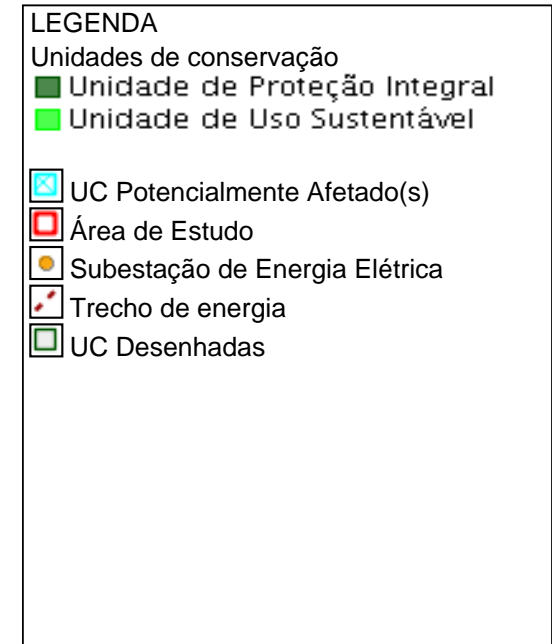 LEGENDA
Unidades de conservação
Unidade de Proteção Integral
Unidade de Uso Sustentável
UC Potencialmente Afetado(s)
Área de Estudo
Subestação de Energia Elétrica
Trecho de energia
UC Desenhadas